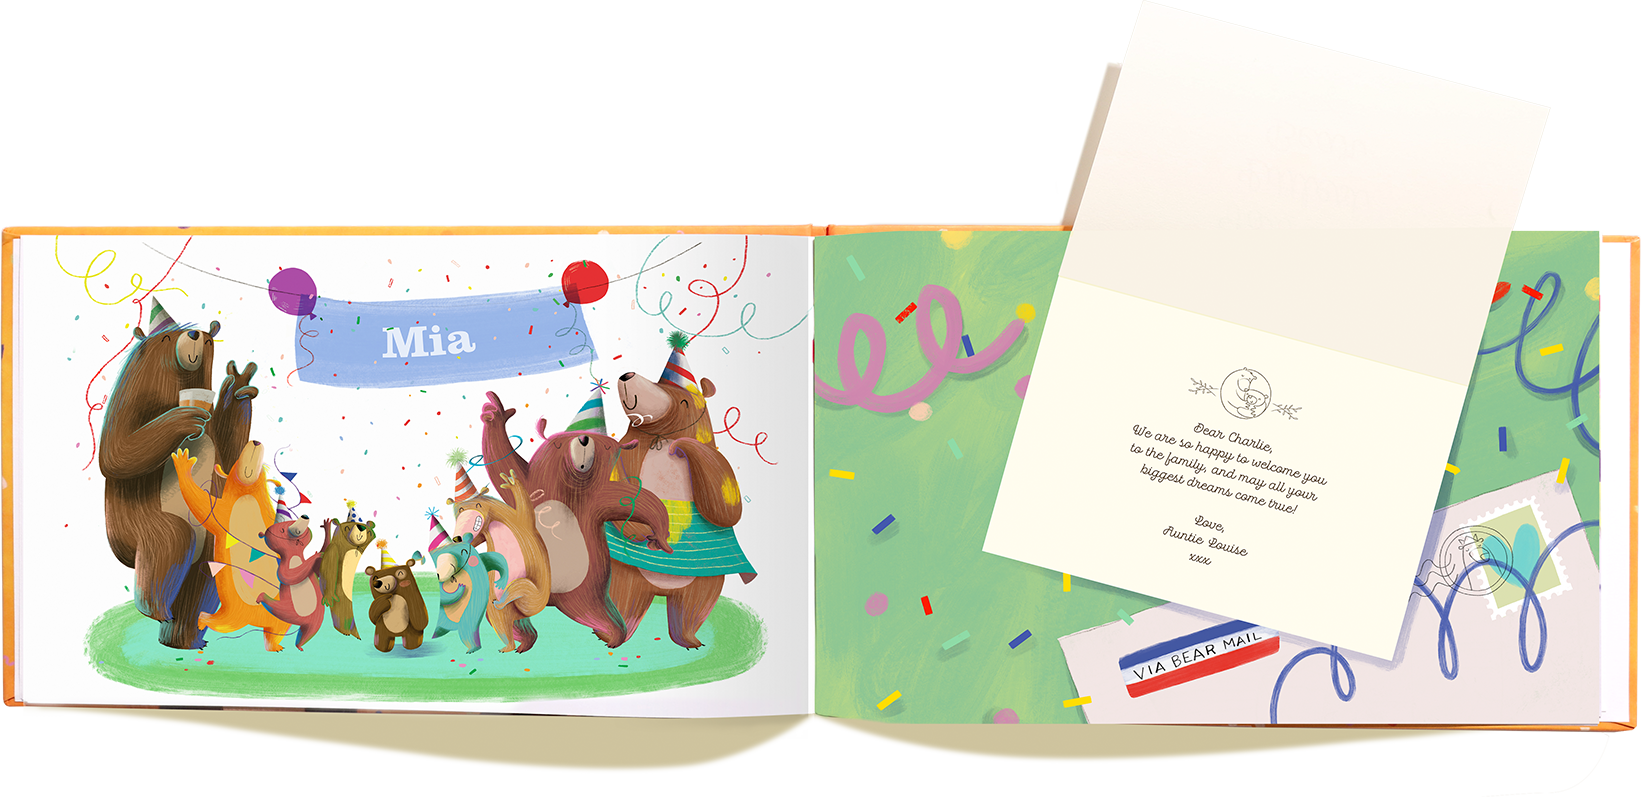 Mia
Dear Charlie,
We are so happy to welcome you
to the family, and may all your
biggest dreams come true!
Love,
Auntie Louise
xxx
VIA BEAR MAIL